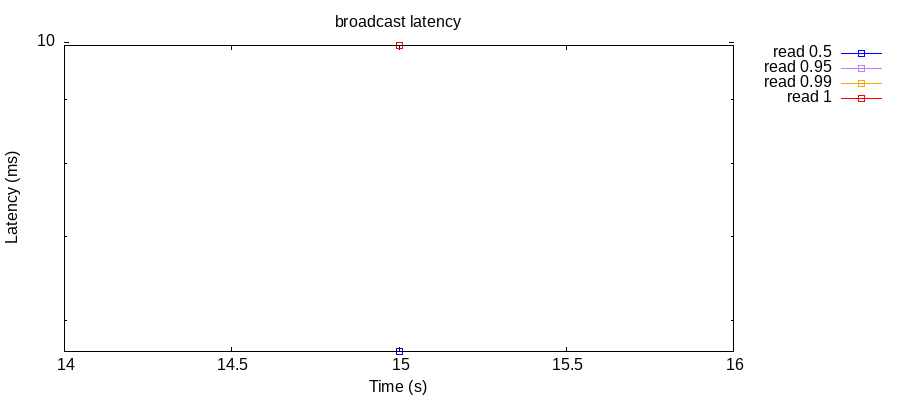 broadcast latency
10
read 0.5
read 0.95
read 0.99
read 1
Latency (ms)
14 14.5 15 15.5 16
Time (s)